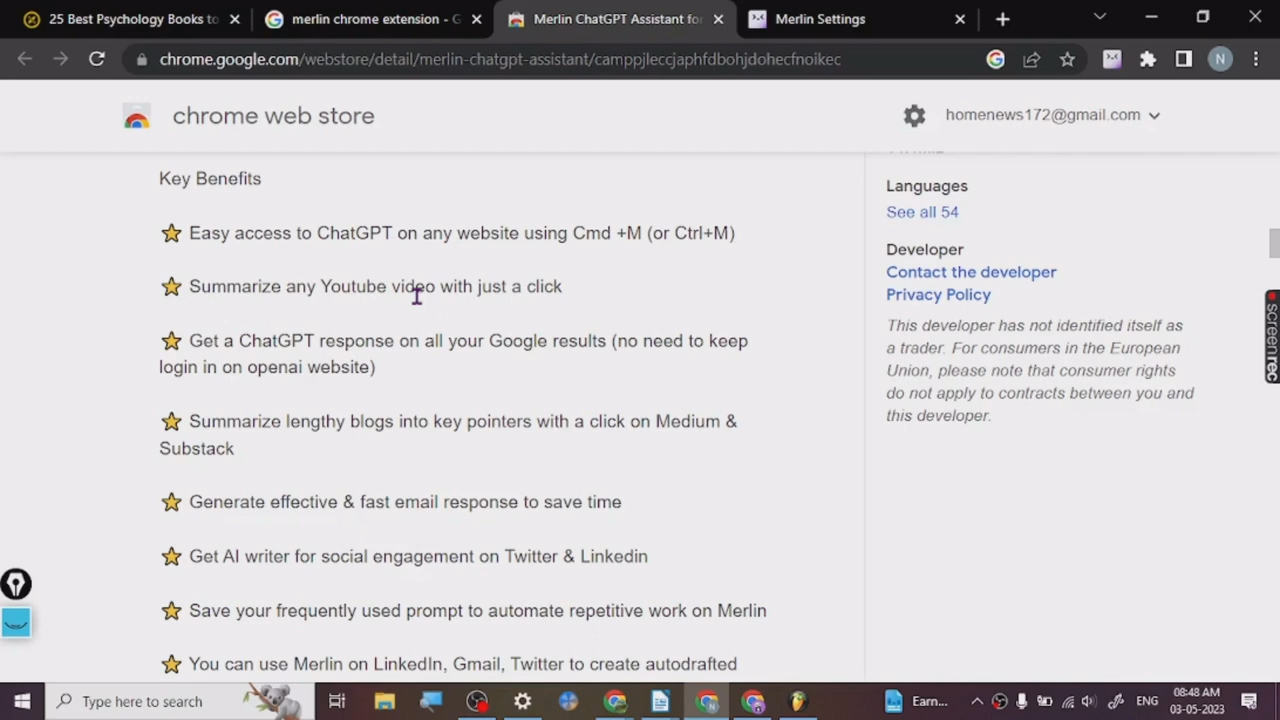 25 Best Psychology Books to
merlin chrome extension - G
Merlin ChatGPT Assistant for
Merlin Settings
chrome.google.com/webstore/detail/merlin-chatgpt-assistant/camppjleccjaphfdbohjdohecfnoikec
N
chrome web store
homenews172@gmail.com
Key Benefits
Easy access to ChatGPT on any website using Cmd +M (or Ctrl+M)
Summarize any Youtube video with just a click
Get a ChatGPT response on all your Google results (no need to keep
login in on openai website)
Summarize lengthy blogs into key pointers with a click on Medium &
Substack
Generate effective & fast email response to save time
Get AI writer for social engagement on Twitter & Linkedin
Save your frequently used prompt to automate repetitive work on Merlin
You can use Merlin on LinkedIn, Gmail, Twitter to create autodrafted
Languages
See all 54
Developer
Contact the developer
Privacy Policy
This developer has not identified itself as
a trader. For consumers in the European
Union, please note that consumer rights
do not apply to contracts between you and
this developer.
screenrec
Type here to search
Earn...
ENG
08:48 AM
03-05-2023